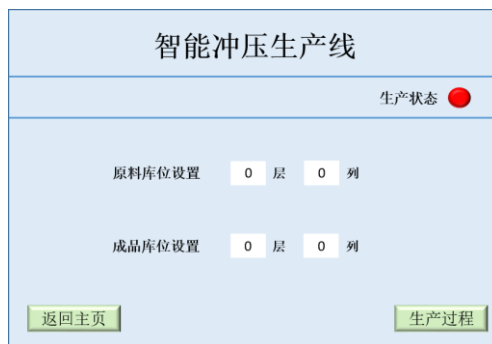 智能冲压生产线
生产状态
原料库位设置 0 层 0 列
成品库位设置 0 层 0 列
返回主页 生产过程